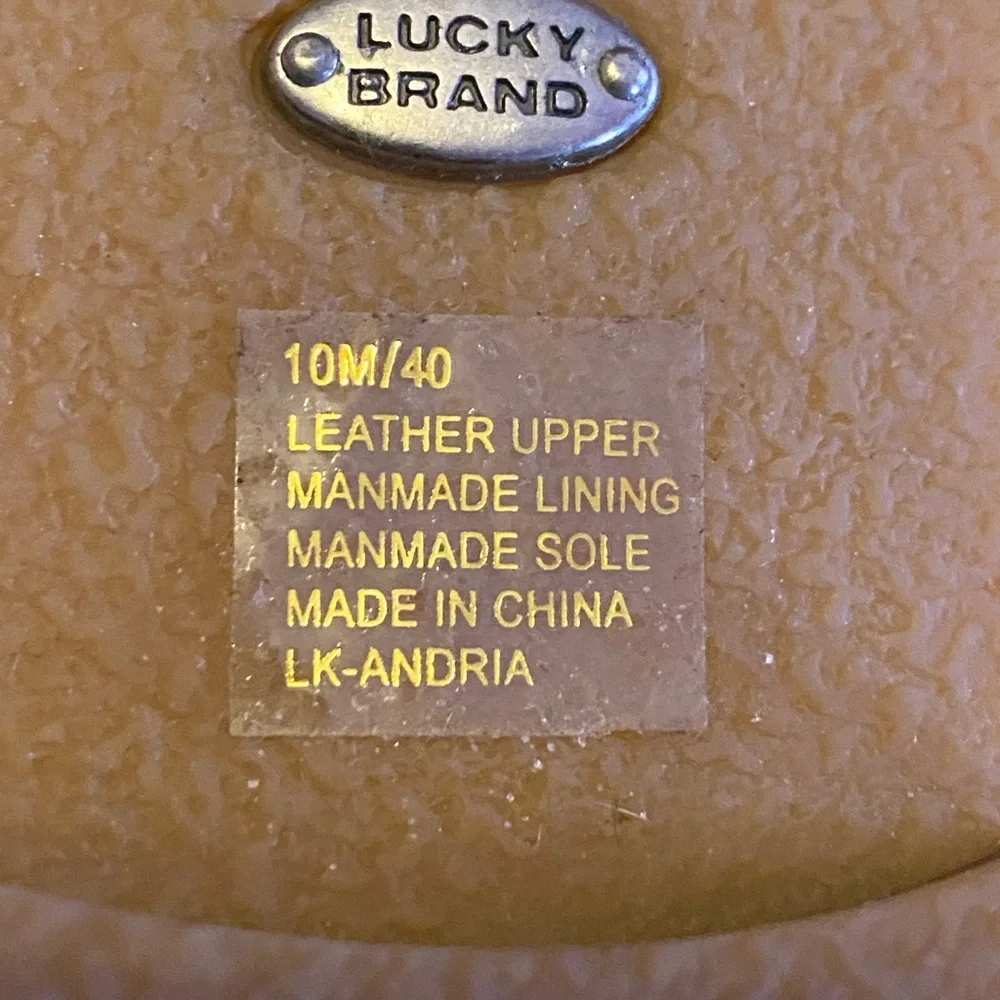 LUCKY
BRAND
10M/40
LEATHER UPPER
MANMADE LINING
MANMADE SOLE
MADE IN CHINA
LK-ANDRIA